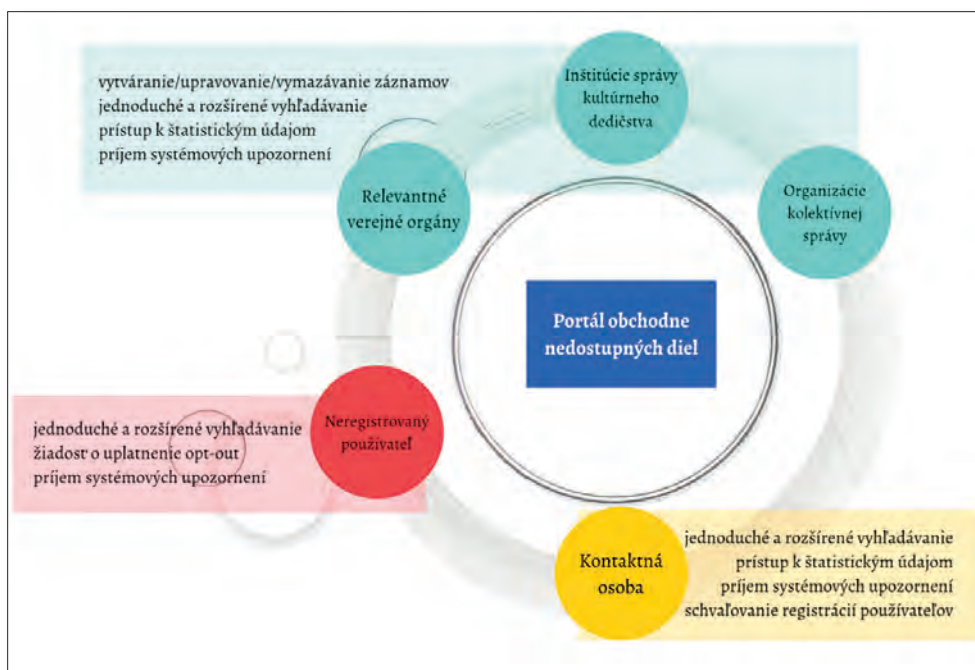 vytváranie/upravovanie/vymazávanie záznamov
jednoduché a rozšírené vyhľadávanie
prístup k štatistickým údajom
príjem systémových upozornení
Inštitúcie správy
kultúrneho
dedičstva
Relevantné
verejné orgány
Organizácie
kolektívnej
správy
Portál obchodne
nedostupných diel
jednoduché a rozšírené vyhľadávanie
žiadosť o uplatnenie opt-out
príjem systémových upozornení
Neregistrovaný
používateľ
Kontaktná
osoba
jednoduché a rozšírené vyhľadávanie
prístup k štatistickým údajom
príjem systémových upozornení
schvaľovanie registrácií používateľov